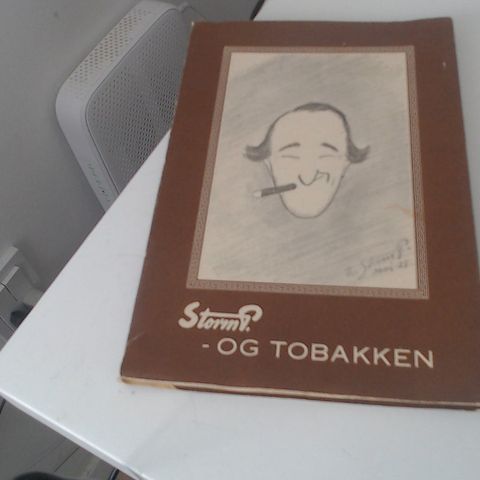 Storm P.
- OG TOBAKKEN